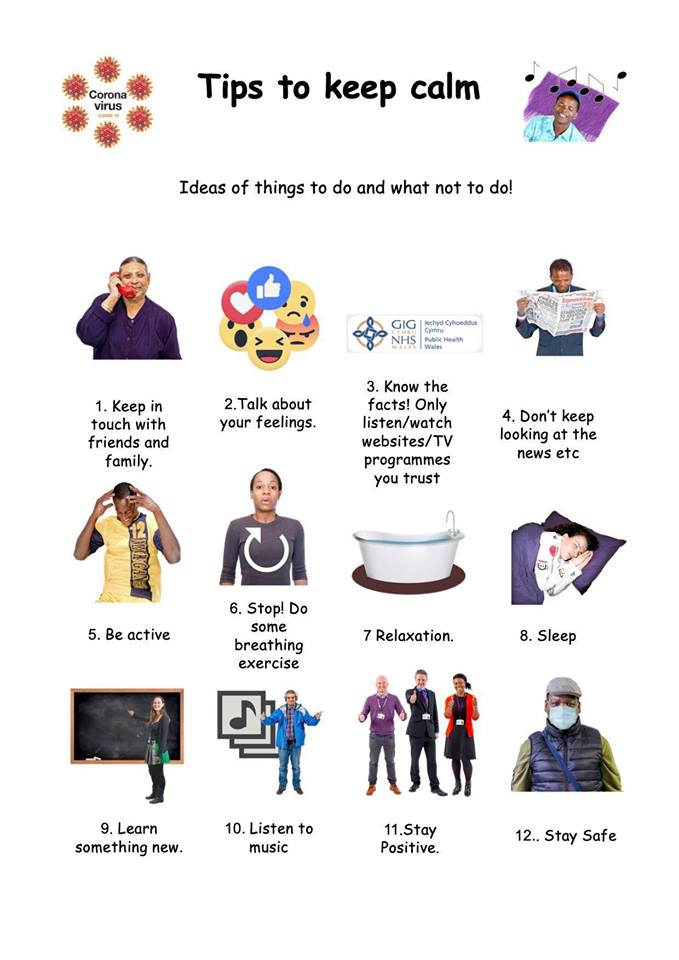 Corona
virus
COVID-19
Tips to keep calm
Ideas of things to do and what not to do!
GIG
CYMRU
NHS
WALES
Iechyd Cyhoeddus
Cymru
Public Health
Wales
1. Keep in
touch with
friends and
family.
2.Talk about
your feelings.
3. Know the
facts! Only
listen/watch
websites/TV
programmes
you trust
4. Don’t keep
looking at the
news etc
12
5. Be active
6. Stop! Do
some
breathing
exercise
7 Relaxation.
8. Sleep
9. Learn
something new.
10. Listen to
music
11.Stay
Positive.
12.. Stay Safe